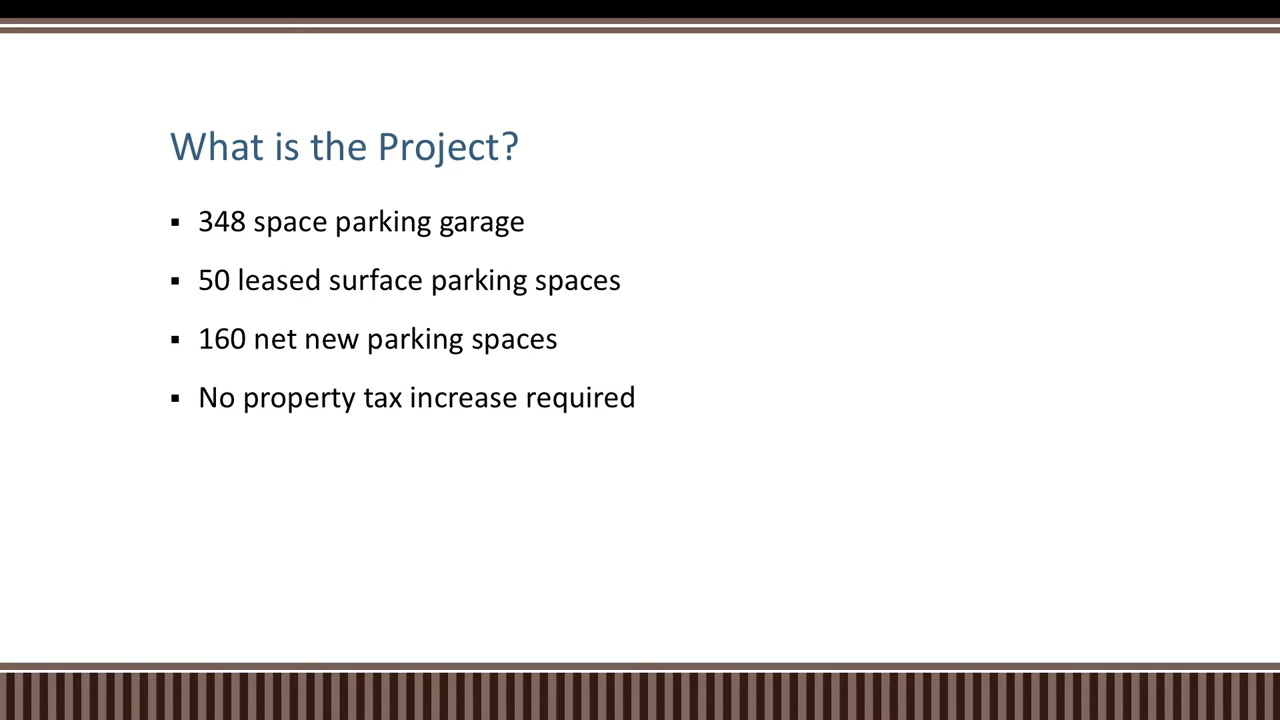 What is the Project?
▪ 348 space parking garage
▪ 50 leased surface parking spaces
▪ 160 net new parking spaces
▪ No property tax increase required